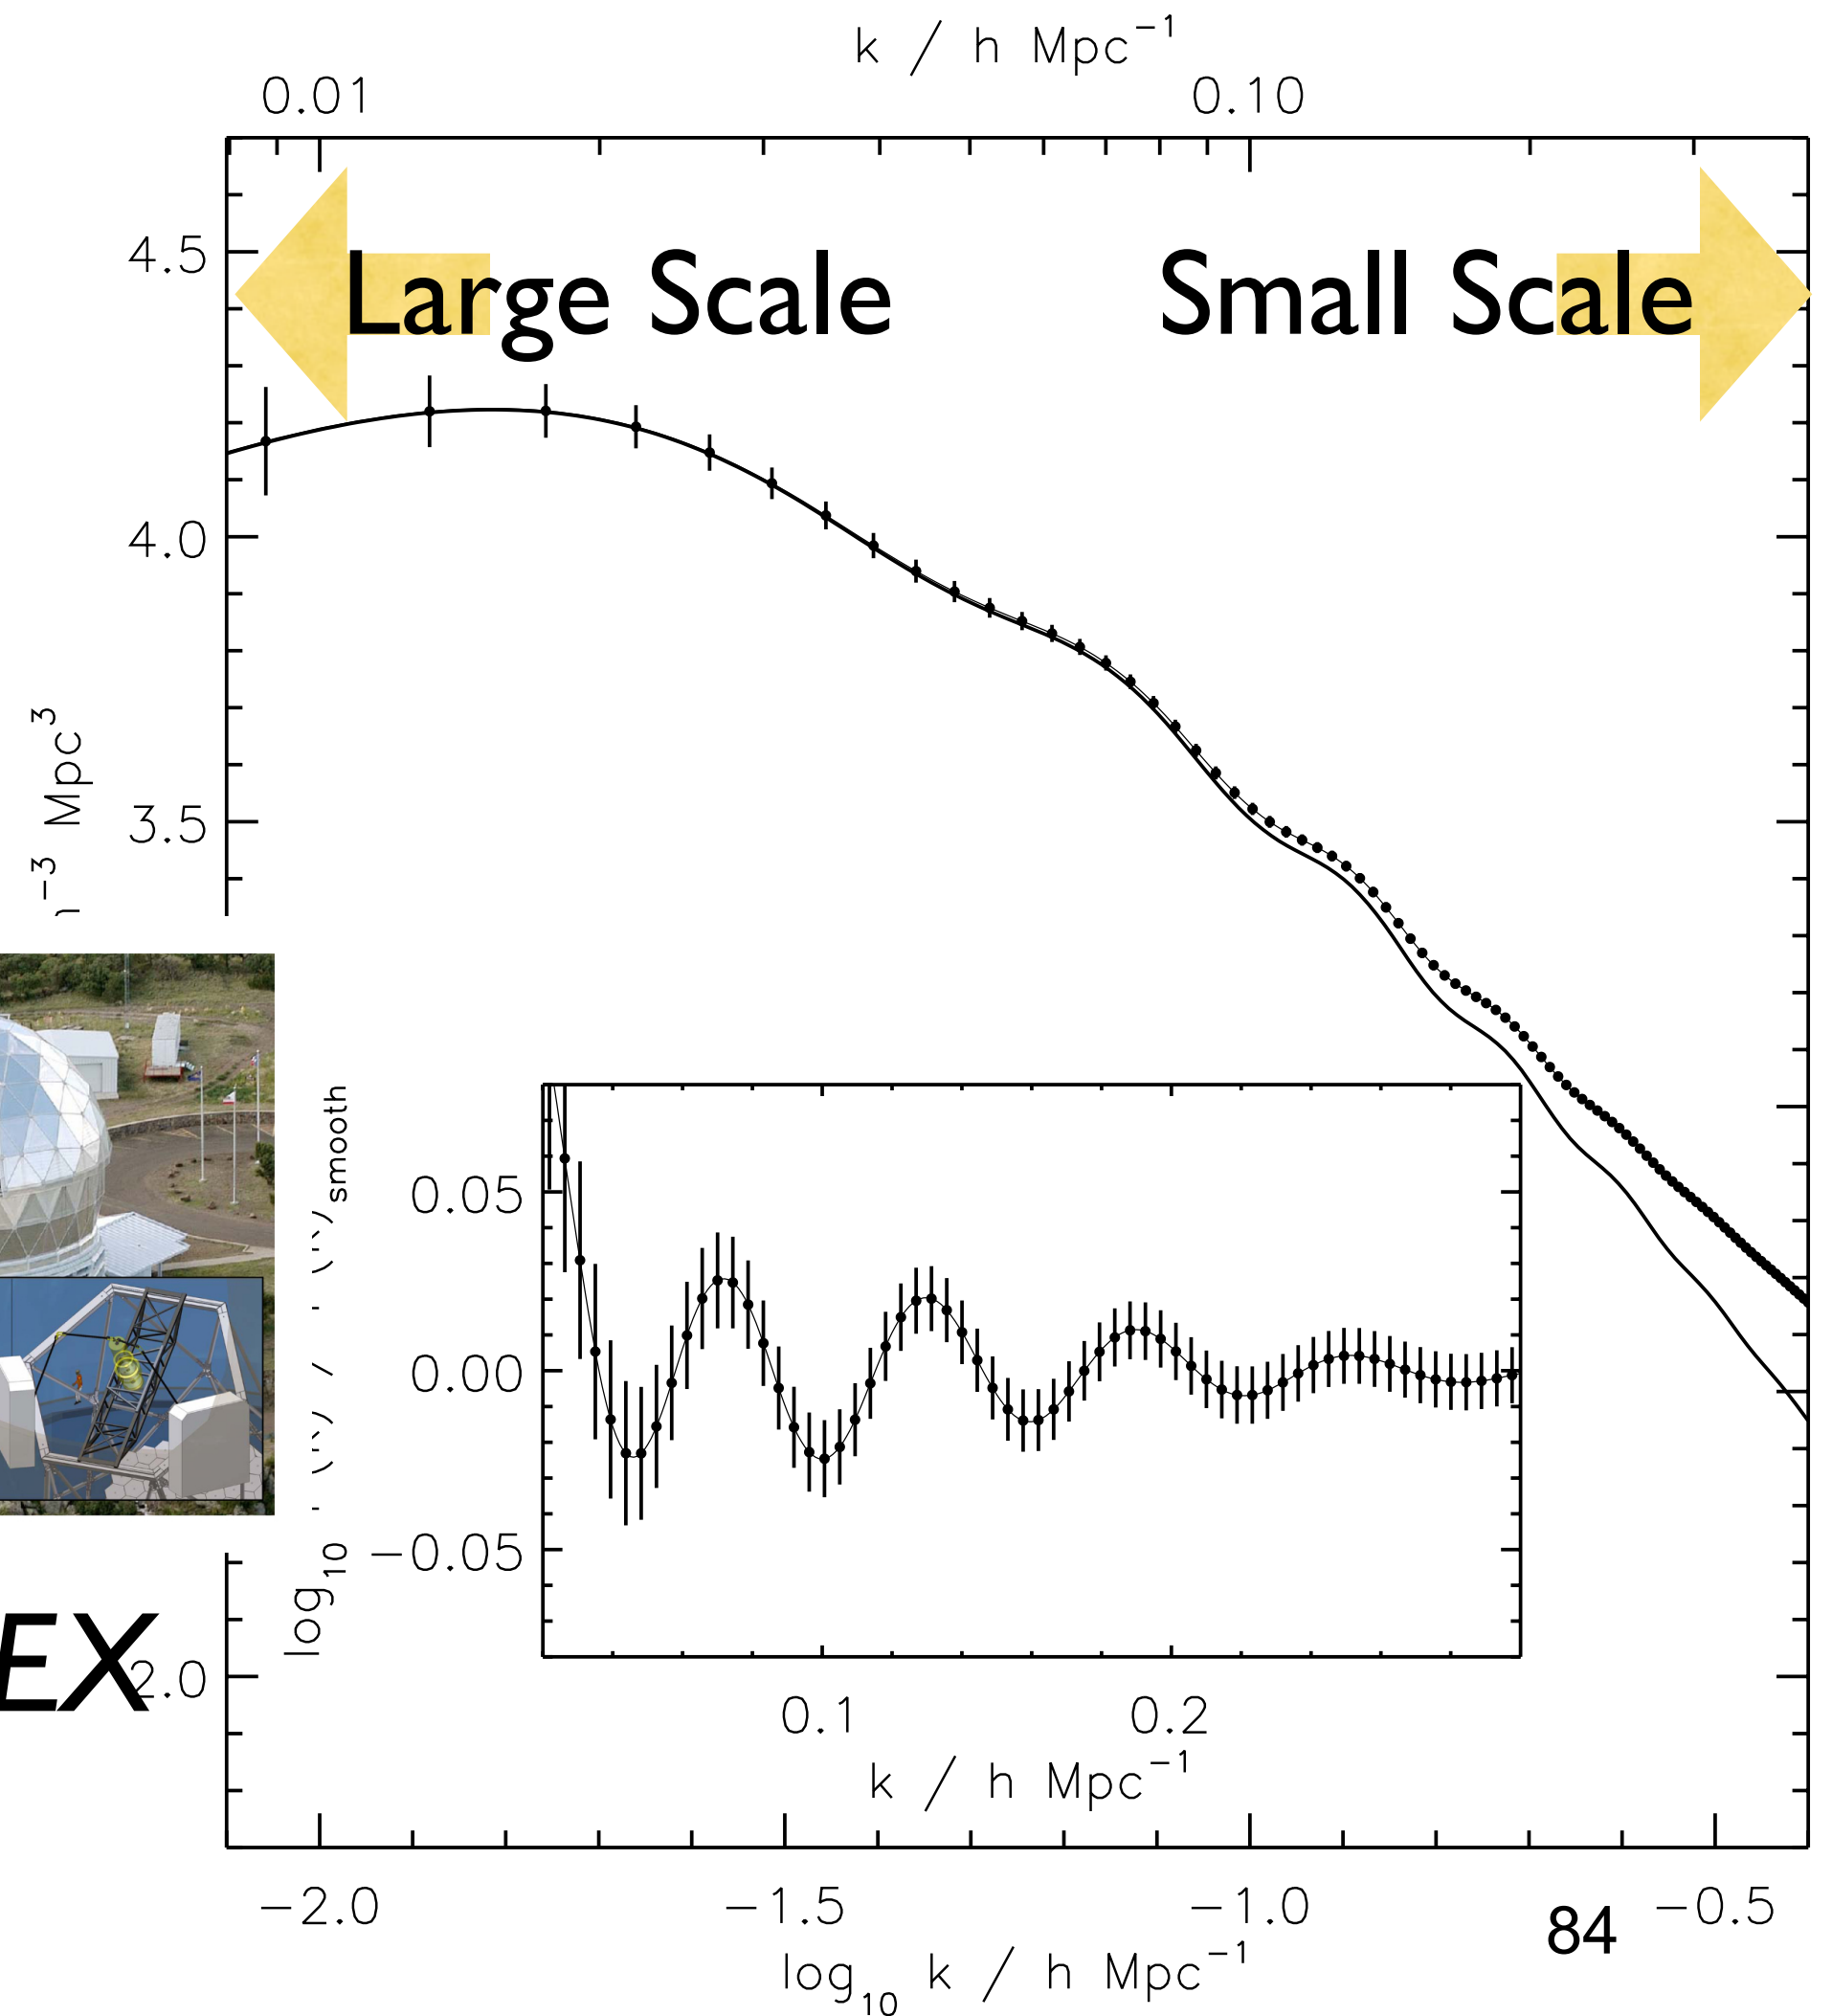 k / h Mpc⁻¹
0.01 0.10
Large Scale Small Scale
4.5
4.0
3.5
⁻³ Mpc³
smooth
log₁₀
0.05
0.00
−0.05
0.1 0.2
k / h Mpc⁻¹
EX
2.0
−2.0 −1.5 −1.0 −0.5
log₁₀ k / h Mpc⁻¹
84